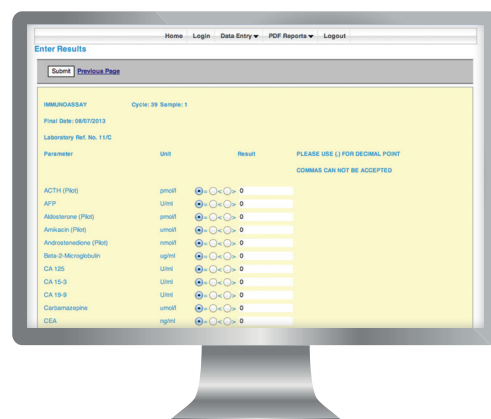 Home Login Data Entry ▼ PDF Reports ▼ Logout
Enter Results
Submit Previous Page
IMMUNOASSAY Cycle: 39 Sample: 1
Final Date: 08/07/2013
Laboratory Ref. No. 11/C
Parameter Unit Result PLEASE USE (.) FOR DECIMAL POINT
COMMAS CAN NOT BE ACCEPTED
ACTH (Pilot) pmol/l = < > 0
AFP U/ml = < > 0
Aldosterone (Pilot) pmol/l = < > 0
Amikacin (Pilot) umol/l = < > 0
Androstenedione (Pilot) nmol/l = < > 0
Beta-2-Microglobulin ug/ml = < > 0
CA 125 U/ml = < > 0
CA 15-3 U/ml = < > 0
CA 19-9 U/ml = < > 0
Carbamazepine umol/l = < > 0
CEA ng/ml = < > 0